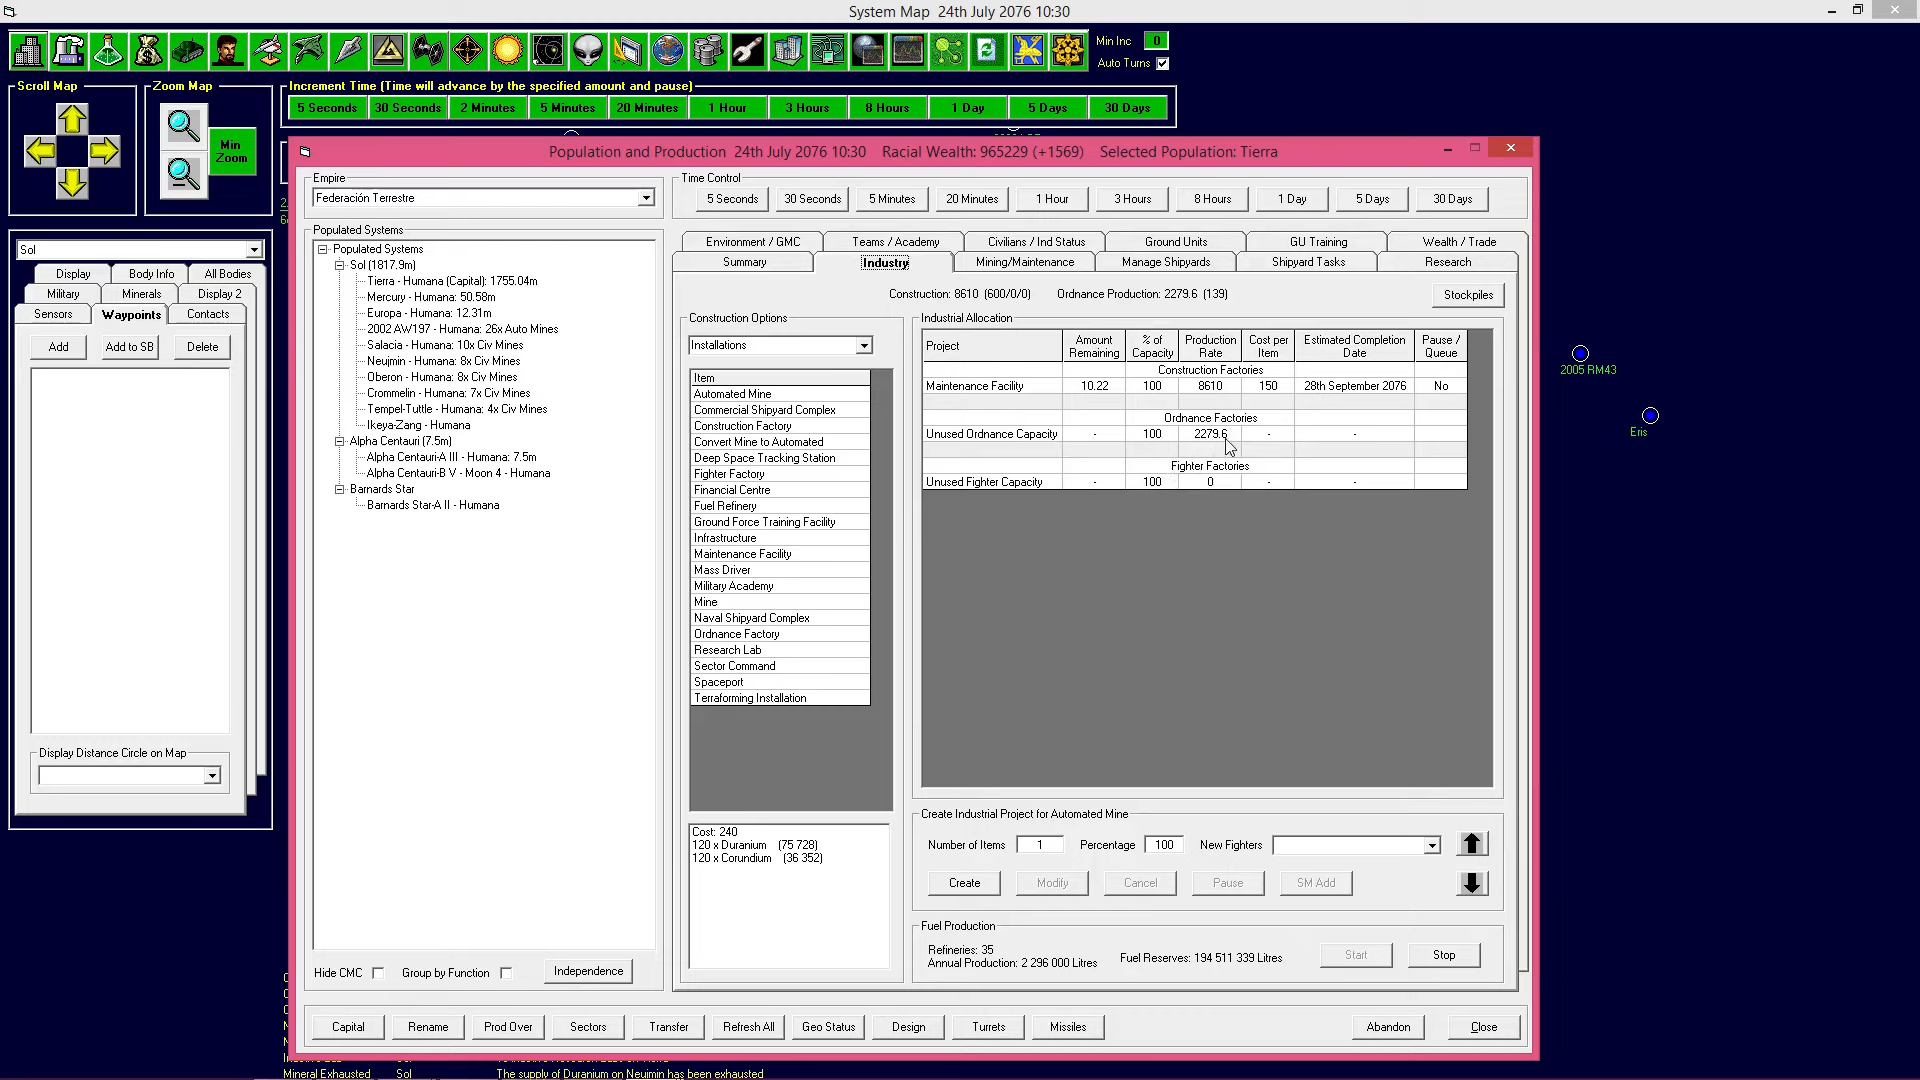 System Map  24th July 2076 10:30
Min Inc 0
Auto Turns
Scroll Map
Zoom Map
Min Zoom
Increment Time (Time will advance by the specified amount and pause)
5 Seconds 30 Seconds 2 Minutes 5 Minutes 20 Minutes 1 Hour 3 Hours 8 Hours 1 Day 5 Days 30 Days
Population and Production  24th July 2076 10:30  Racial Wealth: 965229 (+1569)  Selected Population: Tierra
Sol
Display Body Info All Bodies
Military Minerals Display 2
Sensors Waypoints Contacts
Add Add to SB Delete
Display Distance Circle on Map
Empire
Federación Terrestre
Populated Systems
Populated Systems
Sol (1817.9m)
Tierra - Humana (Capital): 1755.04m
Mercury - Humana: 50.58m
Europa - Humana: 12.31m
2002 AW197 - Humana: 26x Auto Mines
Salacia - Humana: 10x Civ Mines
Neujmin - Humana: 8x Civ Mines
Oberon - Humana: 8x Civ Mines
Crommelin - Humana: 7x Civ Mines
Tempel-Tuttle - Humana: 4x Civ Mines
Ikeya-Zang - Humana
Alpha Centauri (7.5m)
Alpha Centauri-A III - Humana: 7.5m
Alpha Centauri-B V - Moon 4 - Humana
Barnards Star
Barnards Star-A II - Humana
Hide CMC
Group by Function
Independence
Time Control
5 Seconds 30 Seconds 5 Minutes 20 Minutes 1 Hour 3 Hours 8 Hours 1 Day 5 Days 30 Days
Environment / GMC Teams / Academy Civilians / Ind Status Ground Units GU Training Wealth / Trade
Summary Industry Mining/Maintenance Manage Shipyards Shipyard Tasks Research
Construction: 8610 (600/0/0) Ordnance Production: 2279.6 (139)
Stockpiles
Construction Options
Installations
Item
Automated Mine
Commercial Shipyard Complex
Construction Factory
Convert Mine to Automated
Deep Space Tracking Station
Fighter Factory
Financial Centre
Fuel Refinery
Ground Force Training Facility
Infrastructure
Maintenance Facility
Mass Driver
Military Academy
Mine
Naval Shipyard Complex
Ordnance Factory
Research Lab
Sector Command
Spaceport
Terraforming Installation
Cost: 240
120 x Duranium (75 728)
120 x Corundium (36 352)
Industrial Allocation
Project Amount Remaining % of Capacity Production Rate Cost per Item Estimated Completion Date Pause / Queue
Construction Factories
Maintenance Facility 10.22 100 8610 150 28th September 2076 No
Ordnance Factories
Unused Ordnance Capacity - 100 2279.6 - -
Fighter Factories
Unused Fighter Capacity - 100 0 - -
Create Industrial Project for Automated Mine
Number of Items 1 Percentage 100 New Fighters
Create Modify Cancel Pause SM Add
Fuel Production
Refineries: 35
Annual Production: 2 296 000 Litres
Fuel Reserves: 194 511 339 Litres
Start Stop
Capital Rename Prod Over Sectors Transfer Refresh All Geo Status Design Turrets Missiles Abandon Close
2005 RM43
Eris
Mineral Exhausted Sol The supply of Duranium on Neujmin has been exhausted